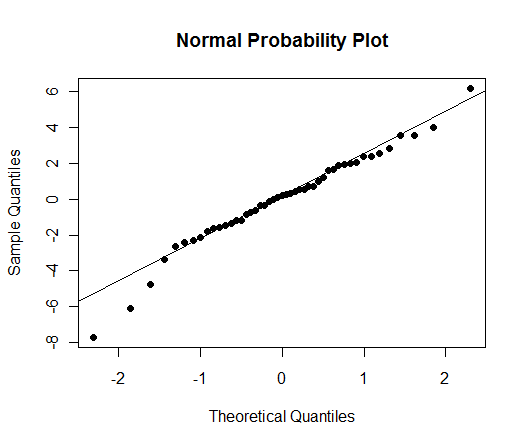 Normal Probability Plot
Sample Quantiles
6
4
2
0
-2
-4
-6
-8
-2 -1 0 1 2
Theoretical Quantiles